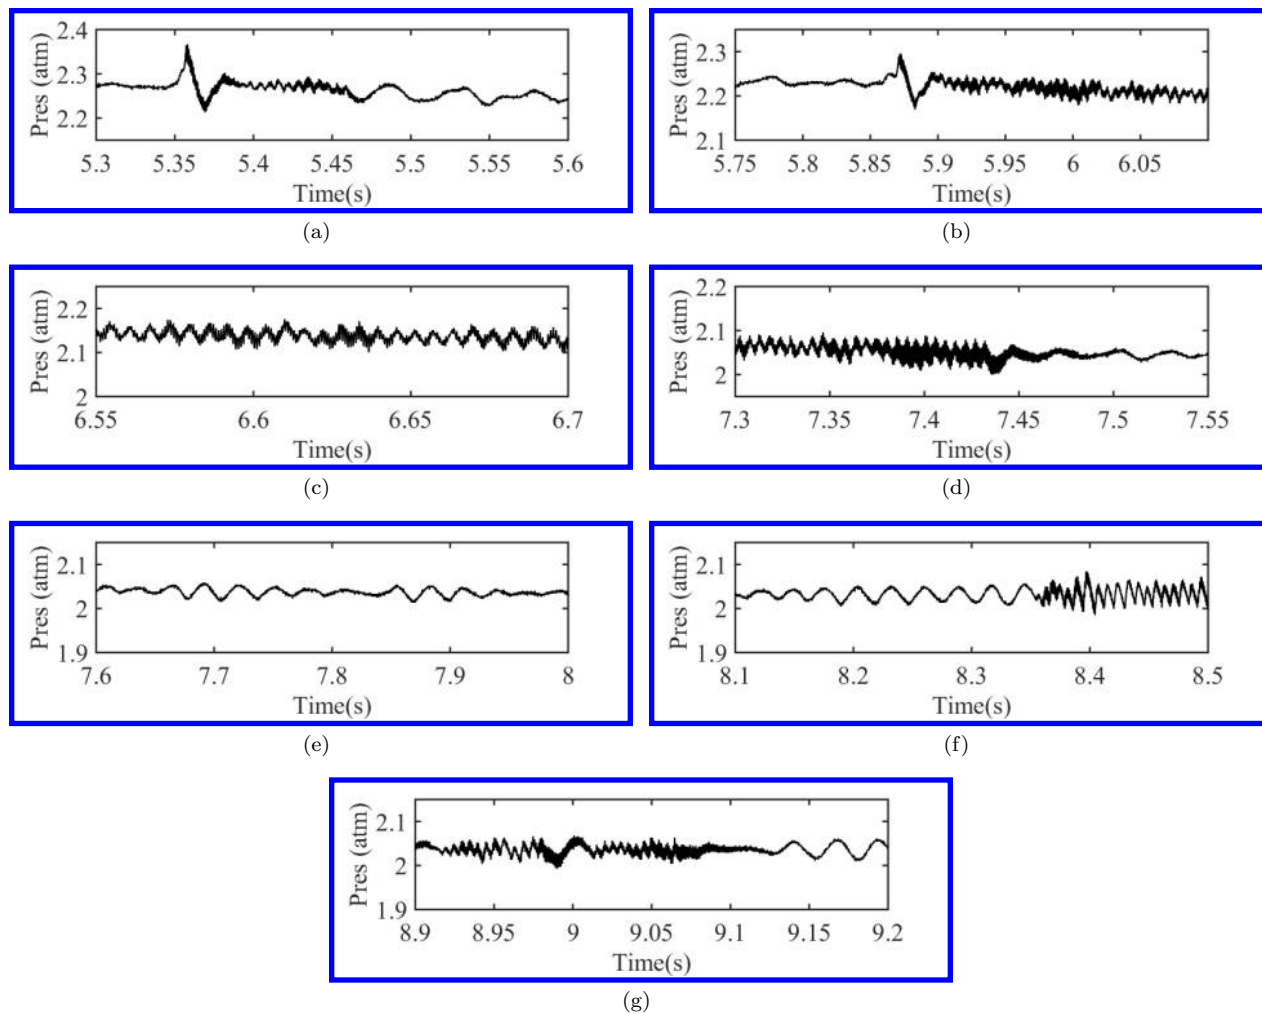 Pres (atm)
2.4
2.3
2.2
5.3 5.35 5.4 5.45 5.5 5.55 5.6
Time(s)
(a)
Pres (atm)
2.3
2.2
2.1
5.75 5.8 5.85 5.9 5.95 6 6.05
Time(s)
(b)
Pres (atm)
2.2
2.1
2
6.55 6.6 6.65 6.7
Time(s)
(c)
Pres (atm)
2.2
2.1
2
7.3 7.35 7.4 7.45 7.5 7.55
Time(s)
(d)
Pres (atm)
2.1
2
1.9
7.6 7.7 7.8 7.9 8
Time(s)
(e)
Pres (atm)
2.1
2
1.9
8.1 8.2 8.3 8.4 8.5
Time(s)
(f)
Pres (atm)
2.1
2
1.9
8.9 8.95 9 9.05 9.1 9.15 9.2
Time(s)
(g)